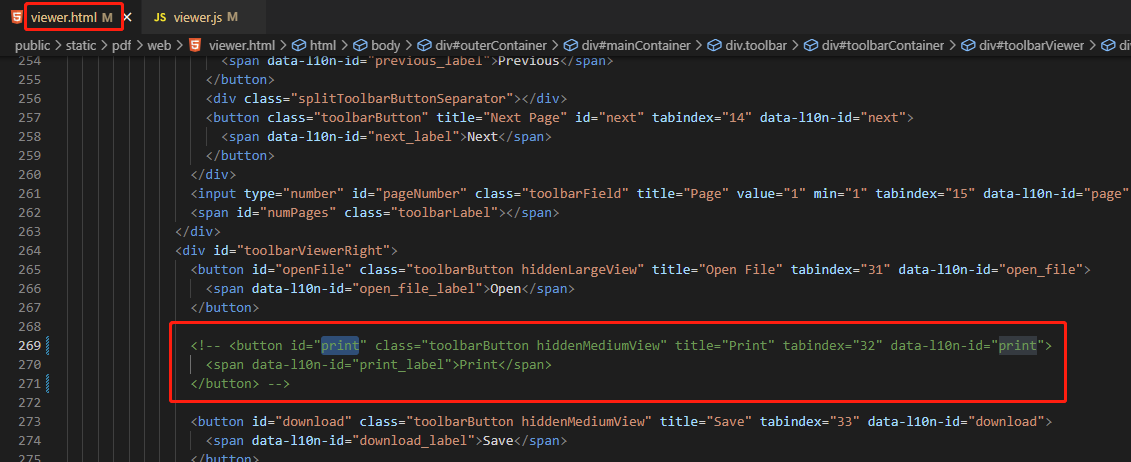 viewer.html M × JS viewer.js M
public > static > pdf > web > viewer.html > html > body > div#outerContainer > div#mainContainer > div.toolbar > div#toolbarContainer > div#toolbarViewer > di
254 <span data-l10n-id="previous_label">Previous</span>
255 </button>
256 <div class="splitToolbarButtonSeparator"></div>
257 <button class="toolbarButton" title="Next Page" id="next" tabindex="14" data-l10n-id="next">
258 <span data-l10n-id="next_label">Next</span>
259 </button>
260 </div>
261 <input type="number" id="pageNumber" class="toolbarField" title="Page" value="1" min="1" tabindex="15" data-l10n-id="page"
262 <span id="numPages" class="toolbarLabel"></span>
263 </div>
264 <div id="toolbarViewerRight">
265 <button id="openFile" class="toolbarButton hiddenLargeView" title="Open File" tabindex="31" data-l10n-id="open_file">
266 <span data-l10n-id="open_file_label">Open</span>
267 </button>
268
269 <!-- <button id="print" class="toolbarButton hiddenMediumView" title="Print" tabindex="32" data-l10n-id="print">
270 <span data-l10n-id="print_label">Print</span>
271 </button> -->
272
273 <button id="download" class="toolbarButton hiddenMediumView" title="Save" tabindex="33" data-l10n-id="download">
274 <span data-l10n-id="download_label">Save</span>
275 </button>